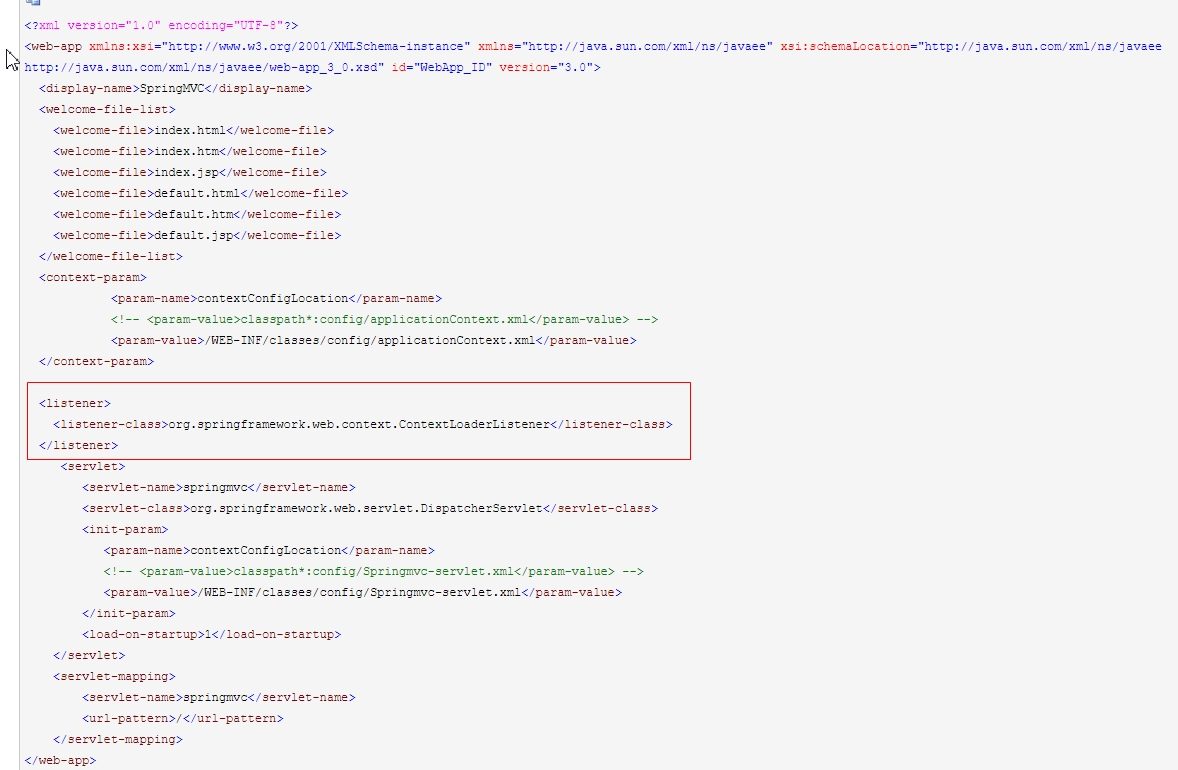 <?xml version="1.0" encoding="UTF-8"?>
<web-app xmlns:xsi="http://www.w3.org/2001/XMLSchema-instance" xmlns="http://java.sun.com/xml/ns/javaee" xsi:schemaLocation="http://java.sun.com/xml/ns/javaee
http://java.sun.com/xml/ns/javaee/web-app_3_0.xsd" id="WebApp_ID" version="3.0">
<display-name>SpringMVC</display-name>
<welcome-file-list>
<welcome-file>index.html</welcome-file>
<welcome-file>index.htm</welcome-file>
<welcome-file>index.jsp</welcome-file>
<welcome-file>default.html</welcome-file>
<welcome-file>default.htm</welcome-file>
<welcome-file>default.jsp</welcome-file>
</welcome-file-list>
<context-param>
<param-name>contextConfigLocation</param-name>
<!-- <param-value>classpath*:config/applicationContext.xml</param-value> -->
<param-value>/WEB-INF/classes/config/applicationContext.xml</param-value>
</context-param>
<listener>
<listener-class>org.springframework.web.context.ContextLoaderListener</listener-class>
</listener>
<servlet>
<servlet-name>springmvc</servlet-name>
<servlet-class>org.springframework.web.servlet.DispatcherServlet</servlet-class>
<init-param>
<param-name>contextConfigLocation</param-name>
<!-- <param-value>classpath*:config/Springmvc-servlet.xml</param-value> -->
<param-value>/WEB-INF/classes/config/Springmvc-servlet.xml</param-value>
</init-param>
<load-on-startup>1</load-on-startup>
</servlet>
<servlet-mapping>
<servlet-name>springmvc</servlet-name>
<url-pattern>/</url-pattern>
</servlet-mapping>
</web-app>